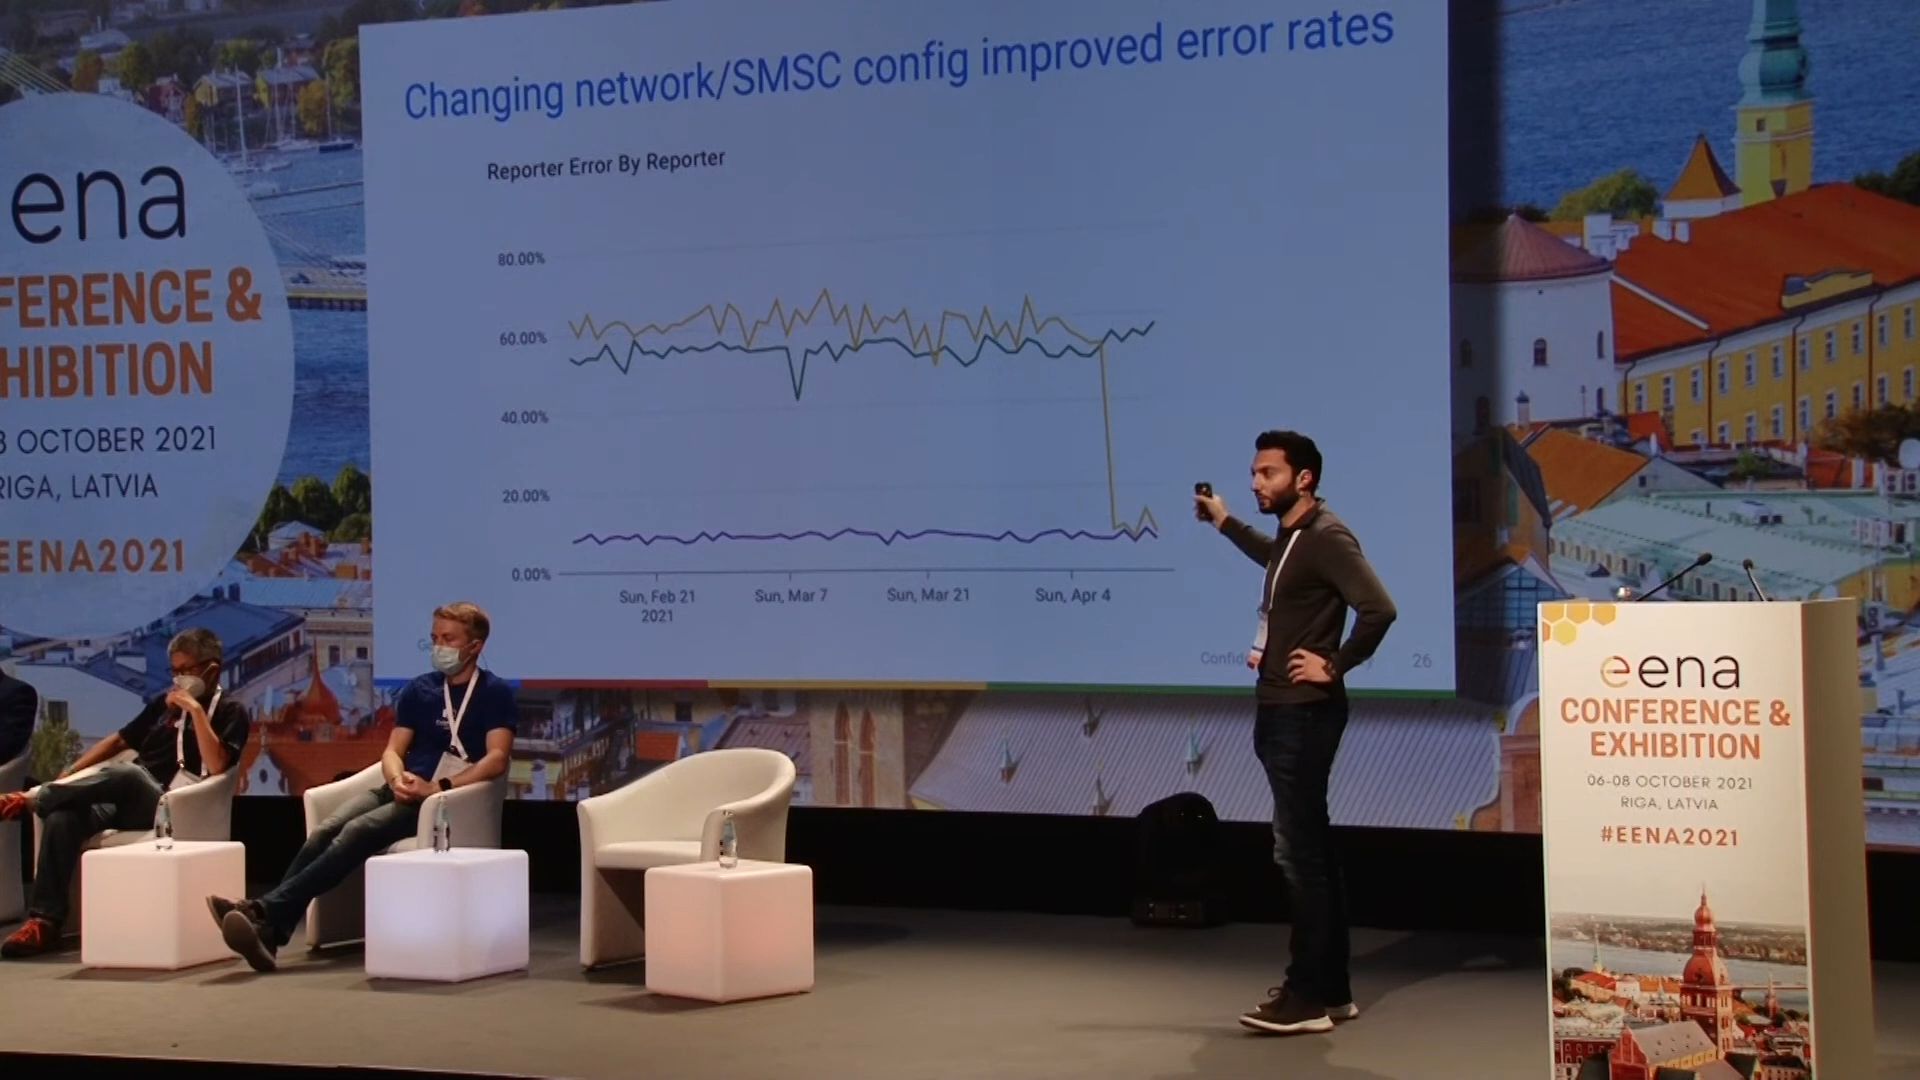 Changing network/SMSC config improved error rates
Reporter Error By Reporter
80.00%
60.00%
40.00%
20.00%
0.00%
Sun, Feb 21
2021
Sun, Mar 7
Sun, Mar 21
Sun, Apr 4
26
ena
FERENCE &
HIBITION
OCTOBER 2021
RIGA, LATVIA
EENA2021
eena
CONFERENCE &
EXHIBITION
06-08 OCTOBER 2021
RIGA, LATVIA
#EENA2021